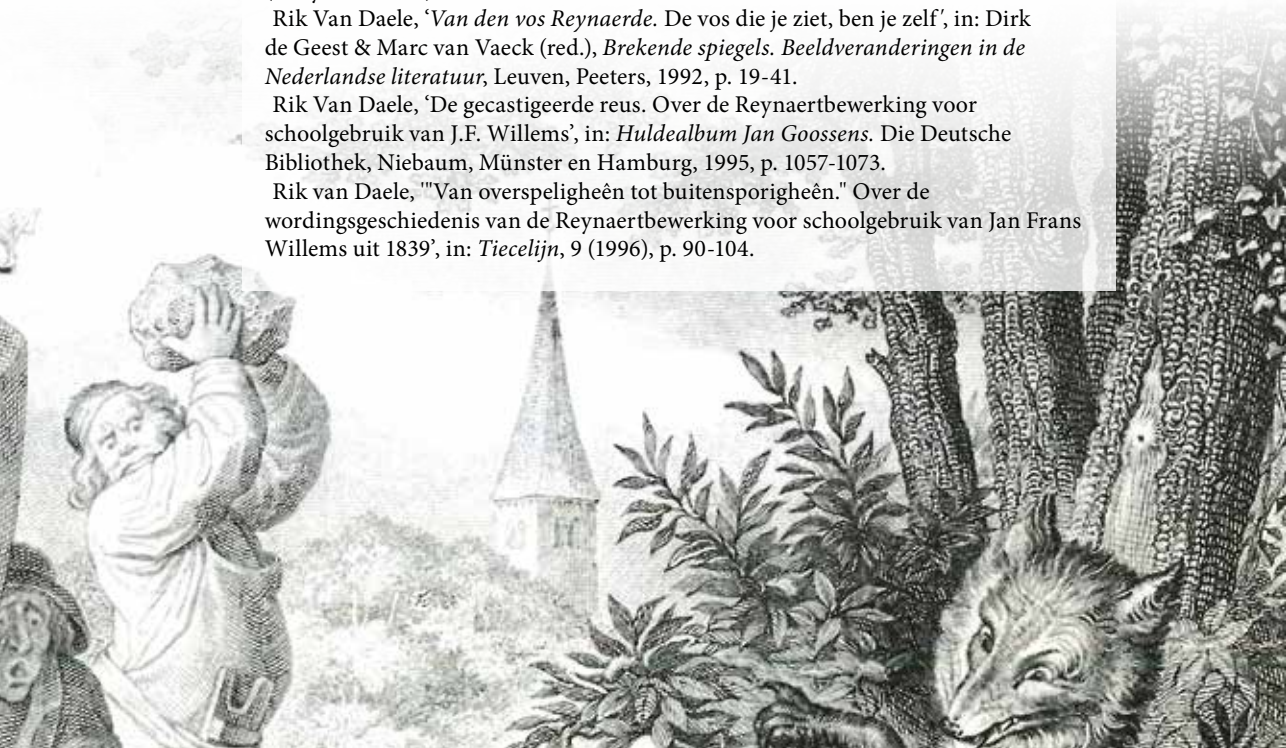 Rik Van Daele, ‘Van den vos Reynaerde. De vos die je ziet, ben je zelf’, in: Dirk
de Geest & Marc van Vaeck (red.), Brekende spiegels. Beeldveranderingen in de
Nederlandse literatuur, Leuven, Peeters, 1992, p. 19-41.
Rik Van Daele, ‘De gecastigeerde reus. Over de Reynaertbewerking voor
schoolgebruik van J.F. Willems’, in: Huldealbum Jan Goossens. Die Deutsche
Bibliothek, Niebaum, Münster en Hamburg, 1995, p. 1057-1073.
Rik van Daele, '"Van overspeligheên tot buitensporigheên." Over de
wordingsgeschiedenis van de Reynaertbewerking voor schoolgebruik van Jan Frans
Willems uit 1839’, in: Tiecelijn, 9 (1996), p. 90-104.